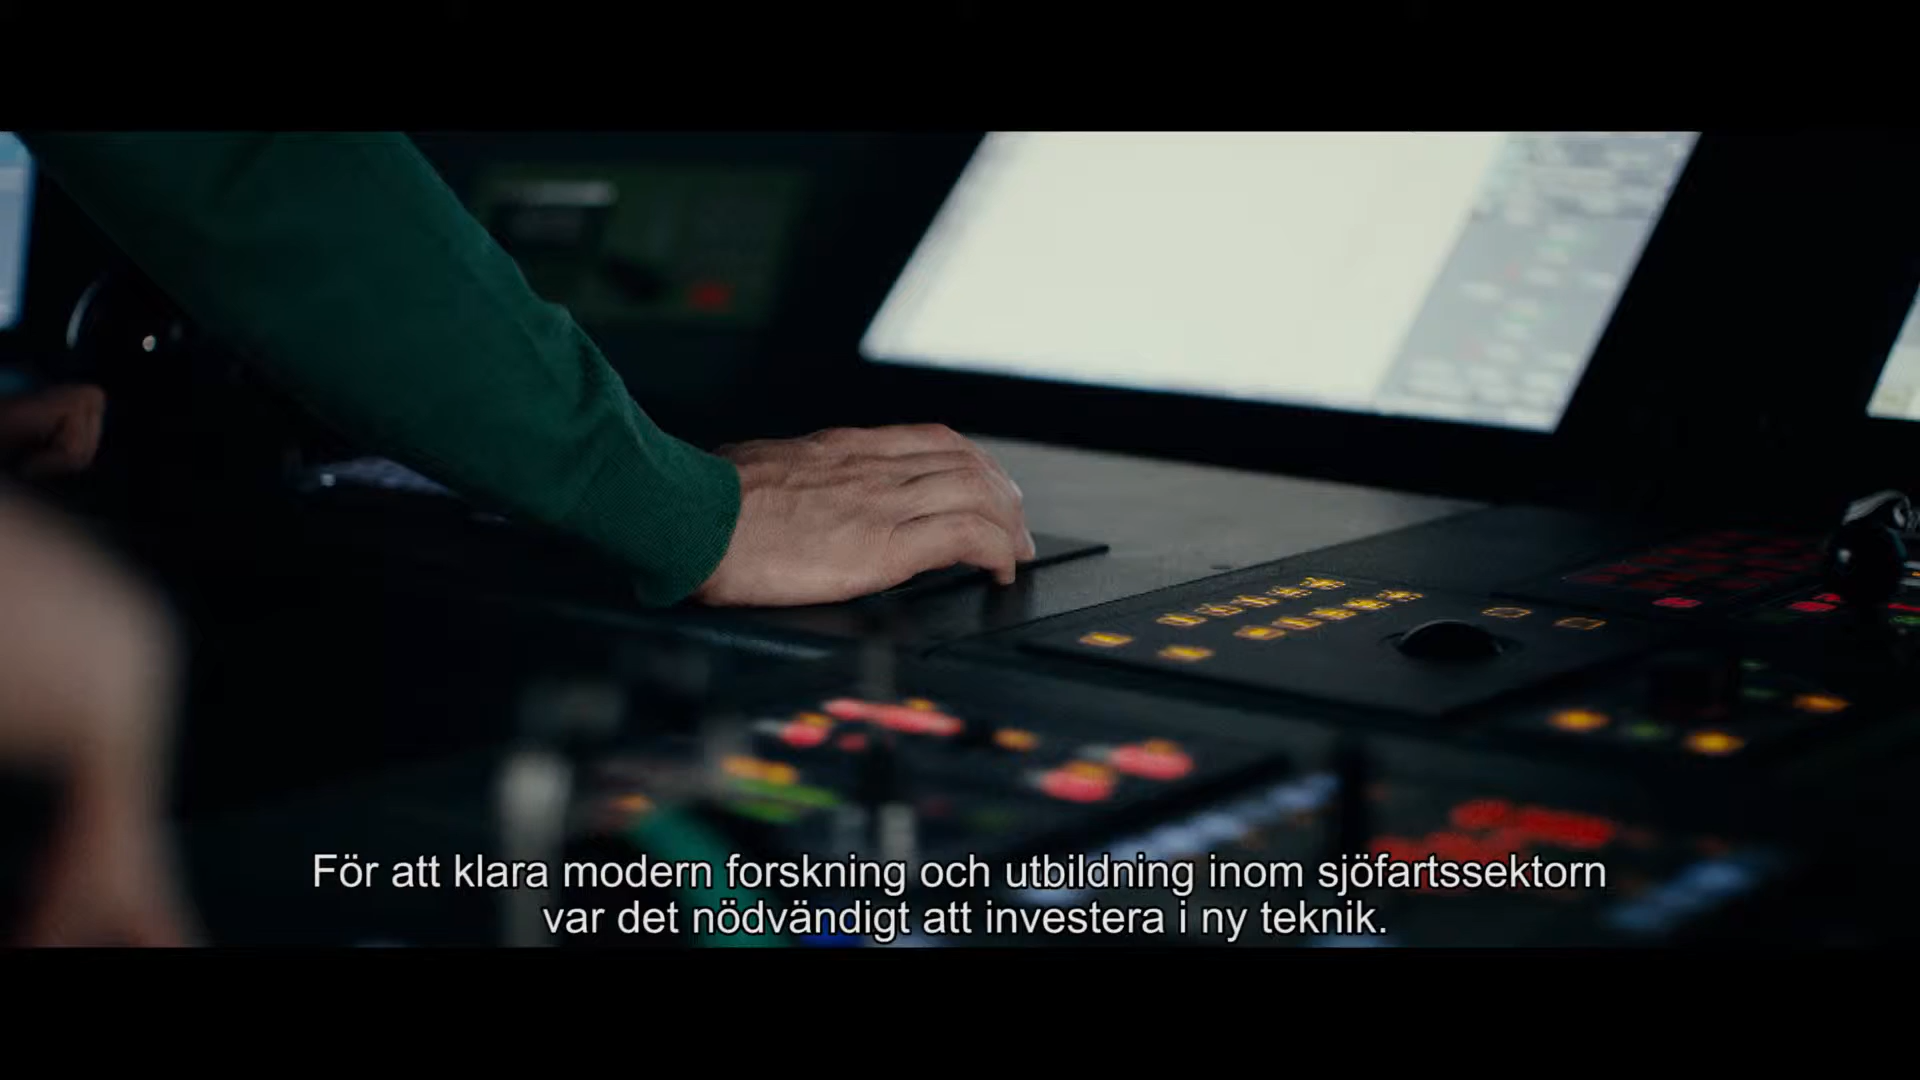 För att klara modern forskning och utbildning inom sjöfartssektorn
var det nödvändigt att investera i ny teknik.